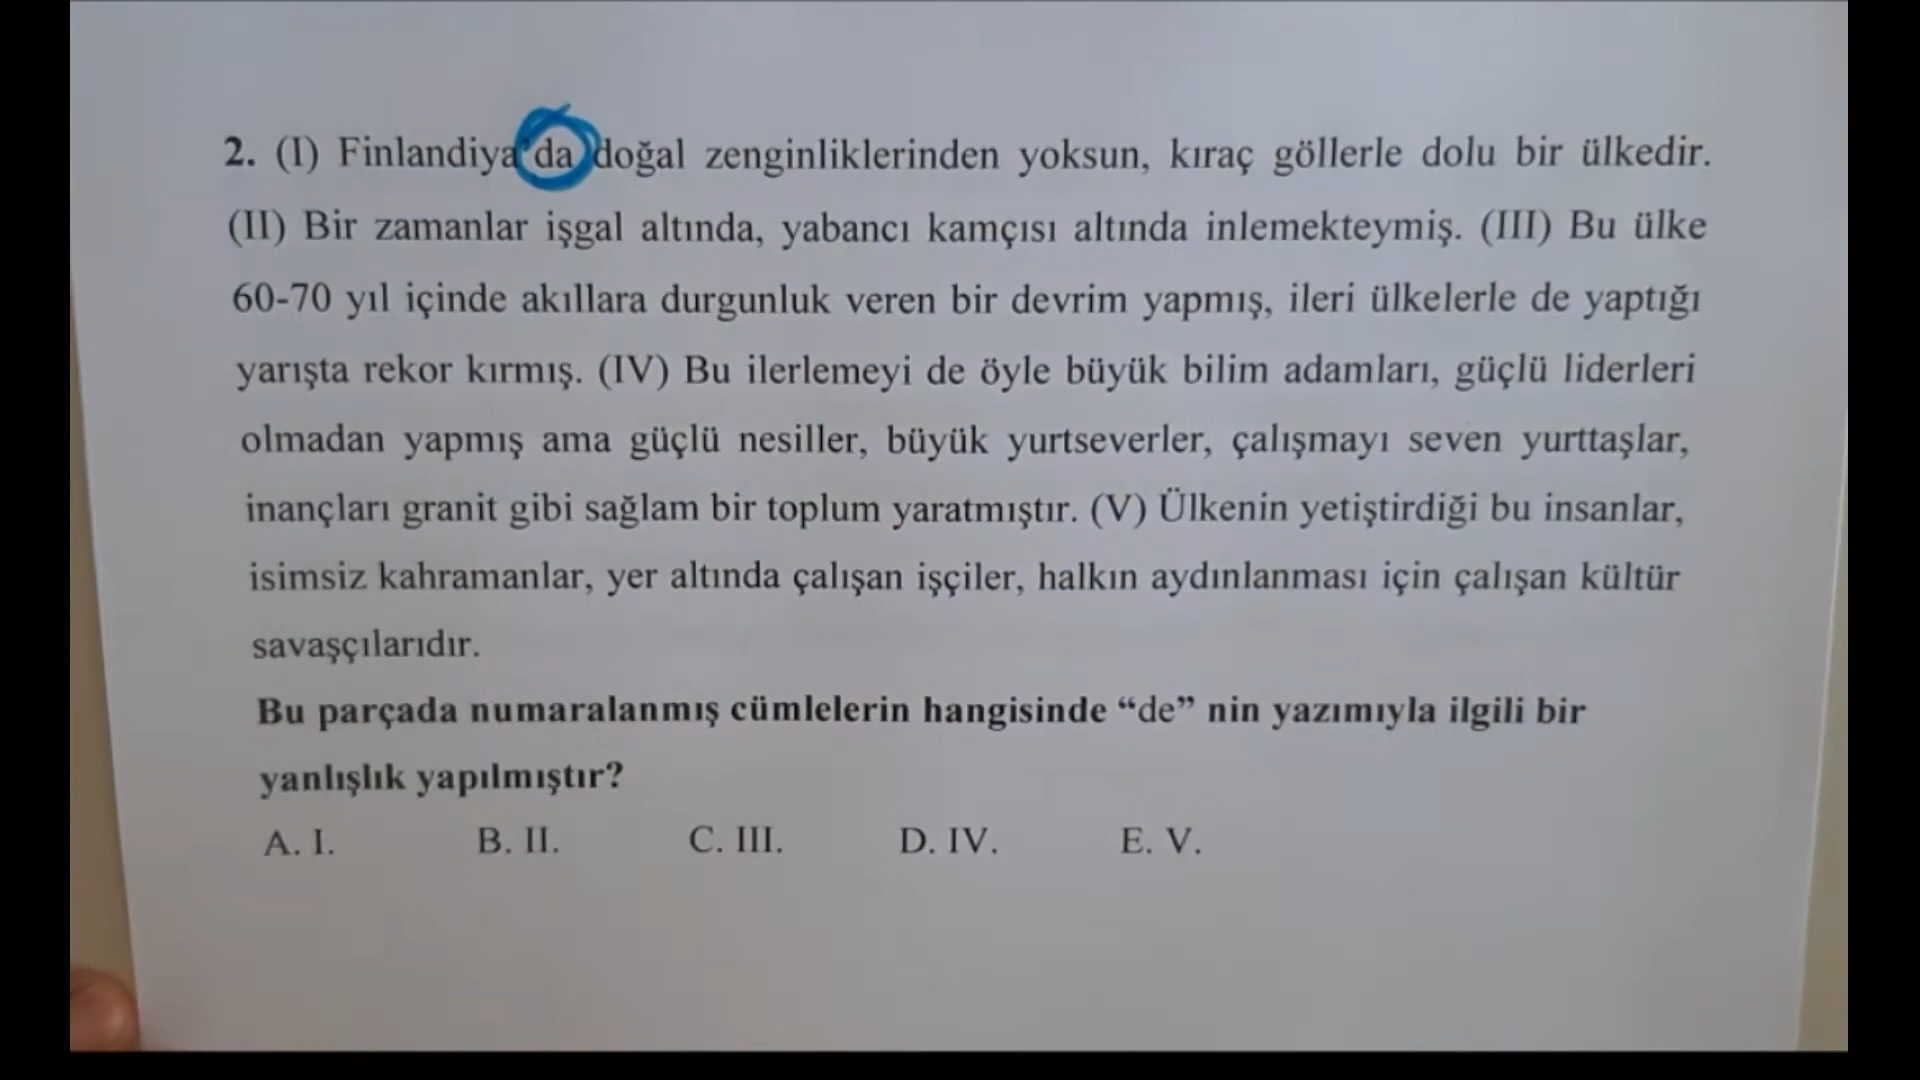 2. (I) Finlandiya'da doğal zenginliklerinden yoksun, kıraç göllerle dolu bir ülkedir.
(II) Bir zamanlar işgal altında, yabancı kamçısı altında inlemekteymiş. (III) Bu ülke
60-70 yıl içinde akıllara durgunluk veren bir devrim yapmış, ileri ülkelerle de yaptığı
yarışta rekor kırmış. (IV) Bu ilerlemeyi de öyle büyük bilim adamları, güçlü liderleri
olmadan yapmış ama güçlü nesiller, büyük yurtseverler, çalışmayı seven yurttaşlar,
inançları granit gibi sağlam bir toplum yaratmıştır. (V) Ülkenin yetiştirdiği bu insanlar,
isimsiz kahramanlar, yer altında çalışan işçiler, halkın aydınlanması için çalışan kültür
savaşçılarıdır.
Bu parçada numaralanmış cümlelerin hangisinde “de” nin yazımıyla ilgili bir
yanlışlık yapılmıştır?
A. I. B. II. C. III. D. IV. E. V.